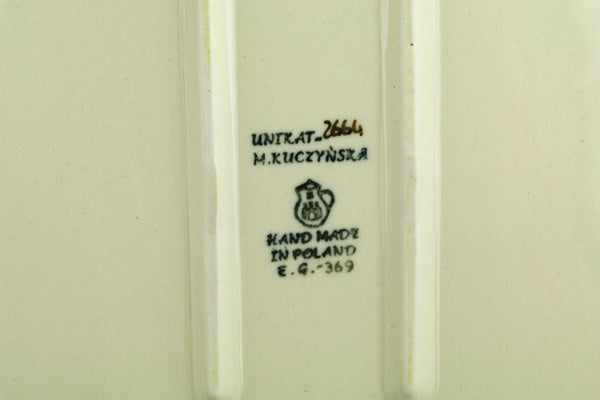 UNIKAT-2664
M.KUCZYŃSKA
HAND MADE
IN POLAND
E.G.-369